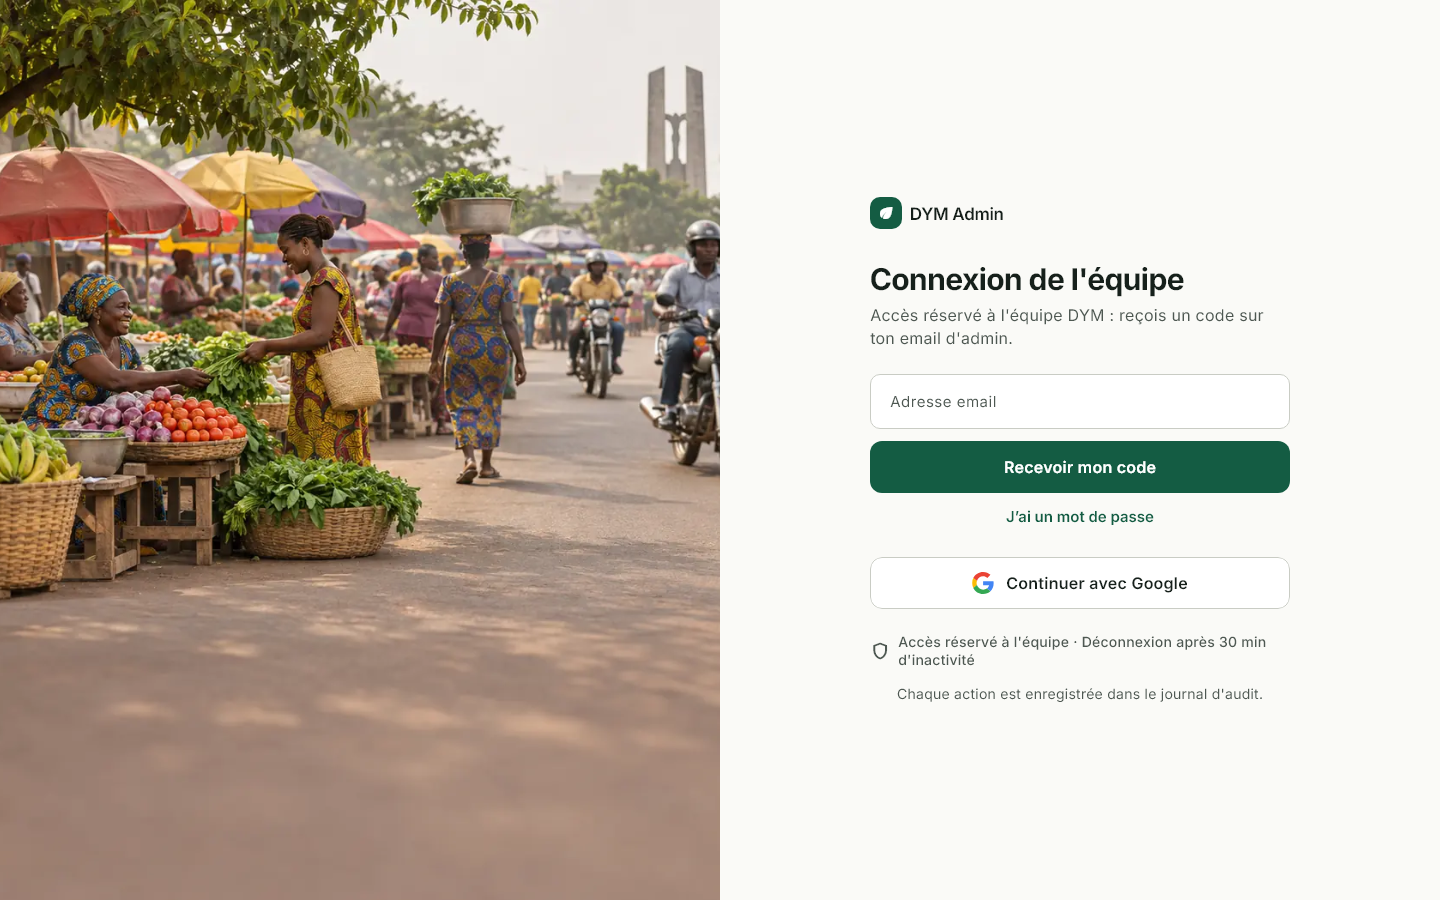 DYM Admin
Connexion de l'équipe
Accès réservé à l'équipe DYM : reçois un code sur
ton email d'admin.
Adresse email
Recevoir mon code
J’ai un mot de passe
Continuer avec Google
Accès réservé à l'équipe · Déconnexion après 30 min
d'inactivité
Chaque action est enregistrée dans le journal d'audit.